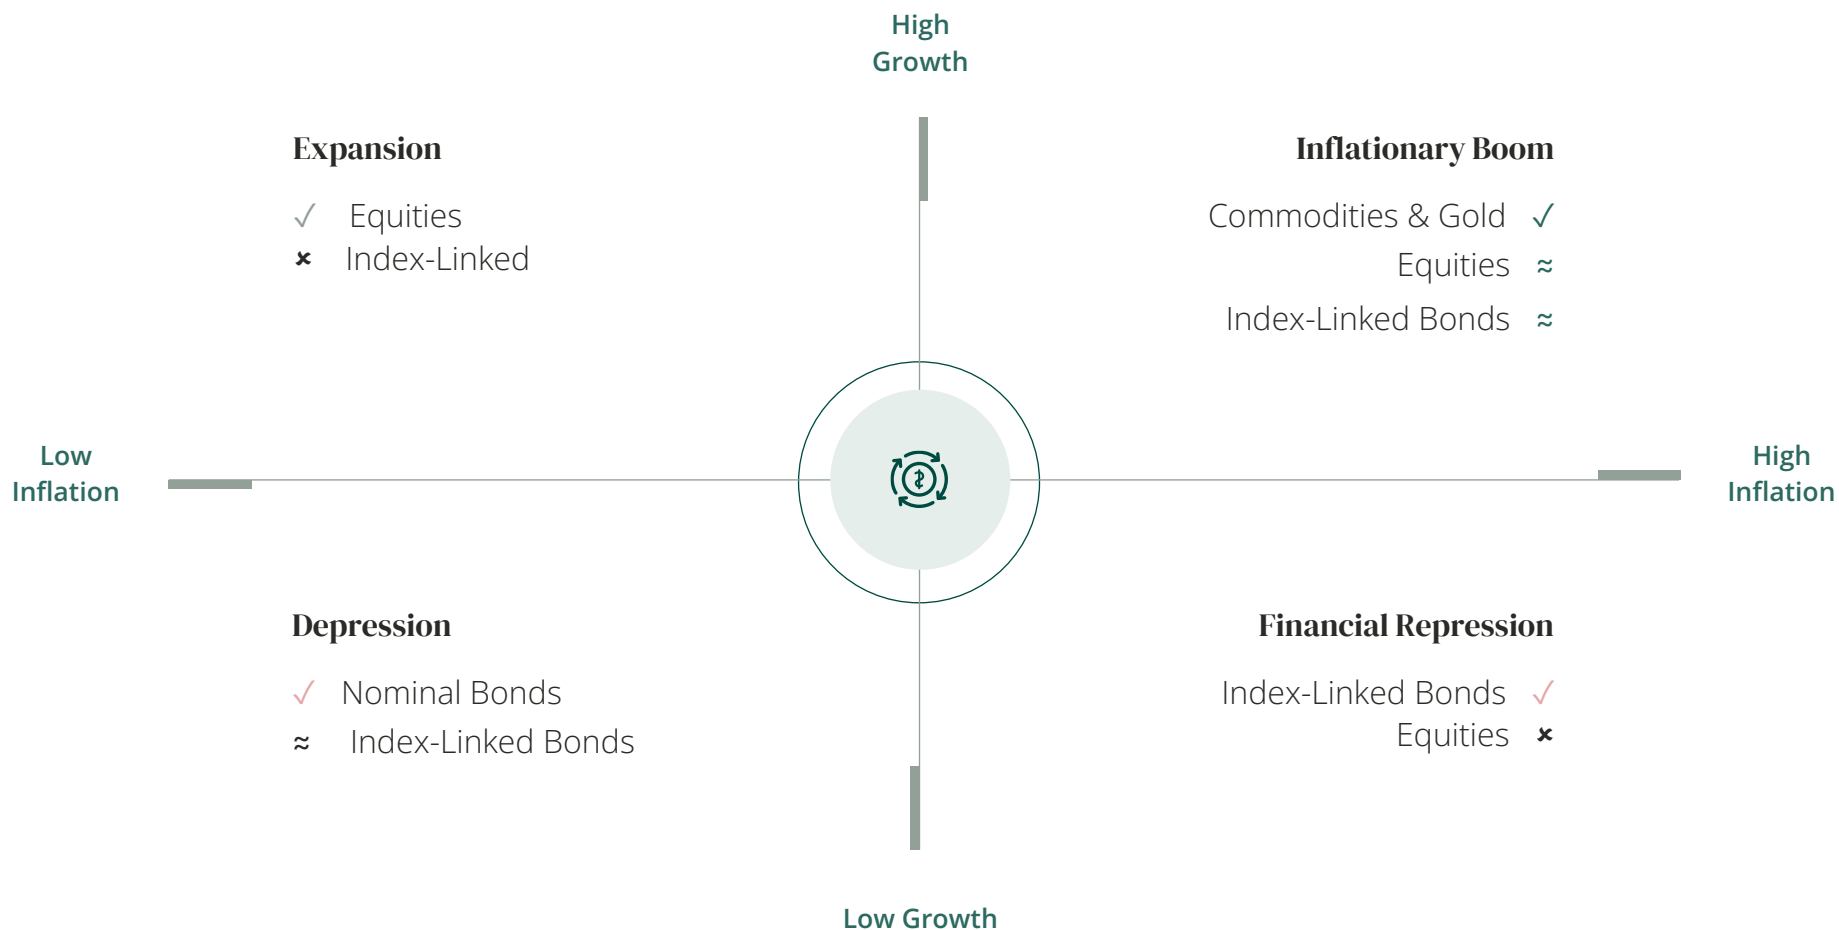 High
Growth
Expansion
✓ Equities
✘ Index-Linked
Inflationary Boom
Commodities & Gold ✓
Equities ≈
Index-Linked Bonds ≈
Low
Inflation
$
High
Inflation
Depression
✓ Nominal Bonds
≈ Index-Linked Bonds
Financial Repression
Index-Linked Bonds ✓
Equities ✘
Low Growth